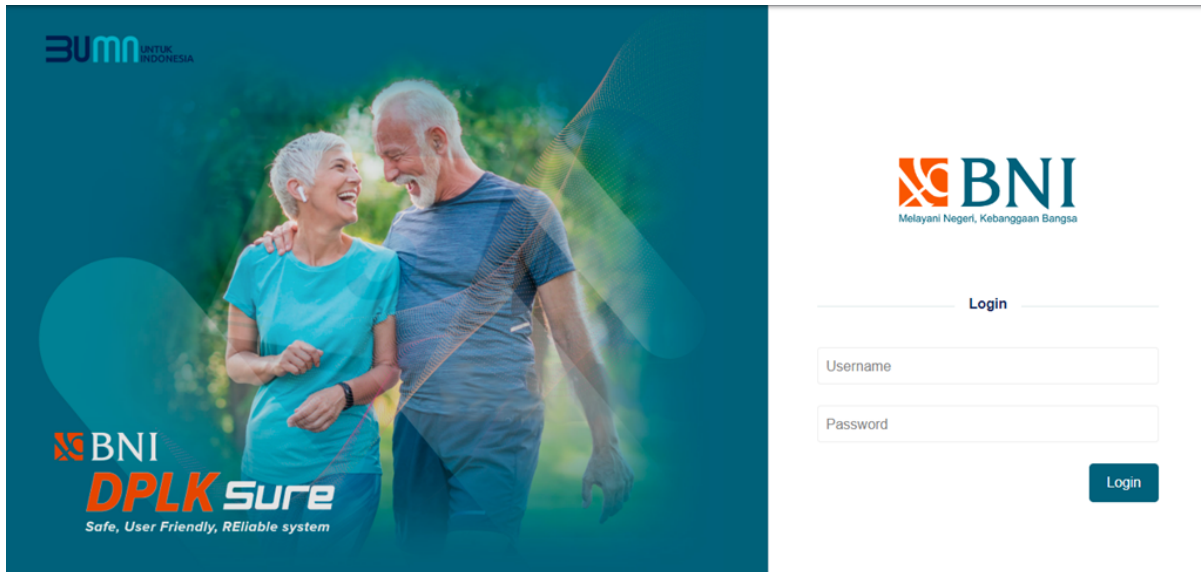 BUMN UNTUK
INDONESIA
BNI
DPLK Sure
Safe, User Friendly, REliable system
BNI
Melayani Negeri, Kebanggaan Bangsa
Login
Username
Password
Login